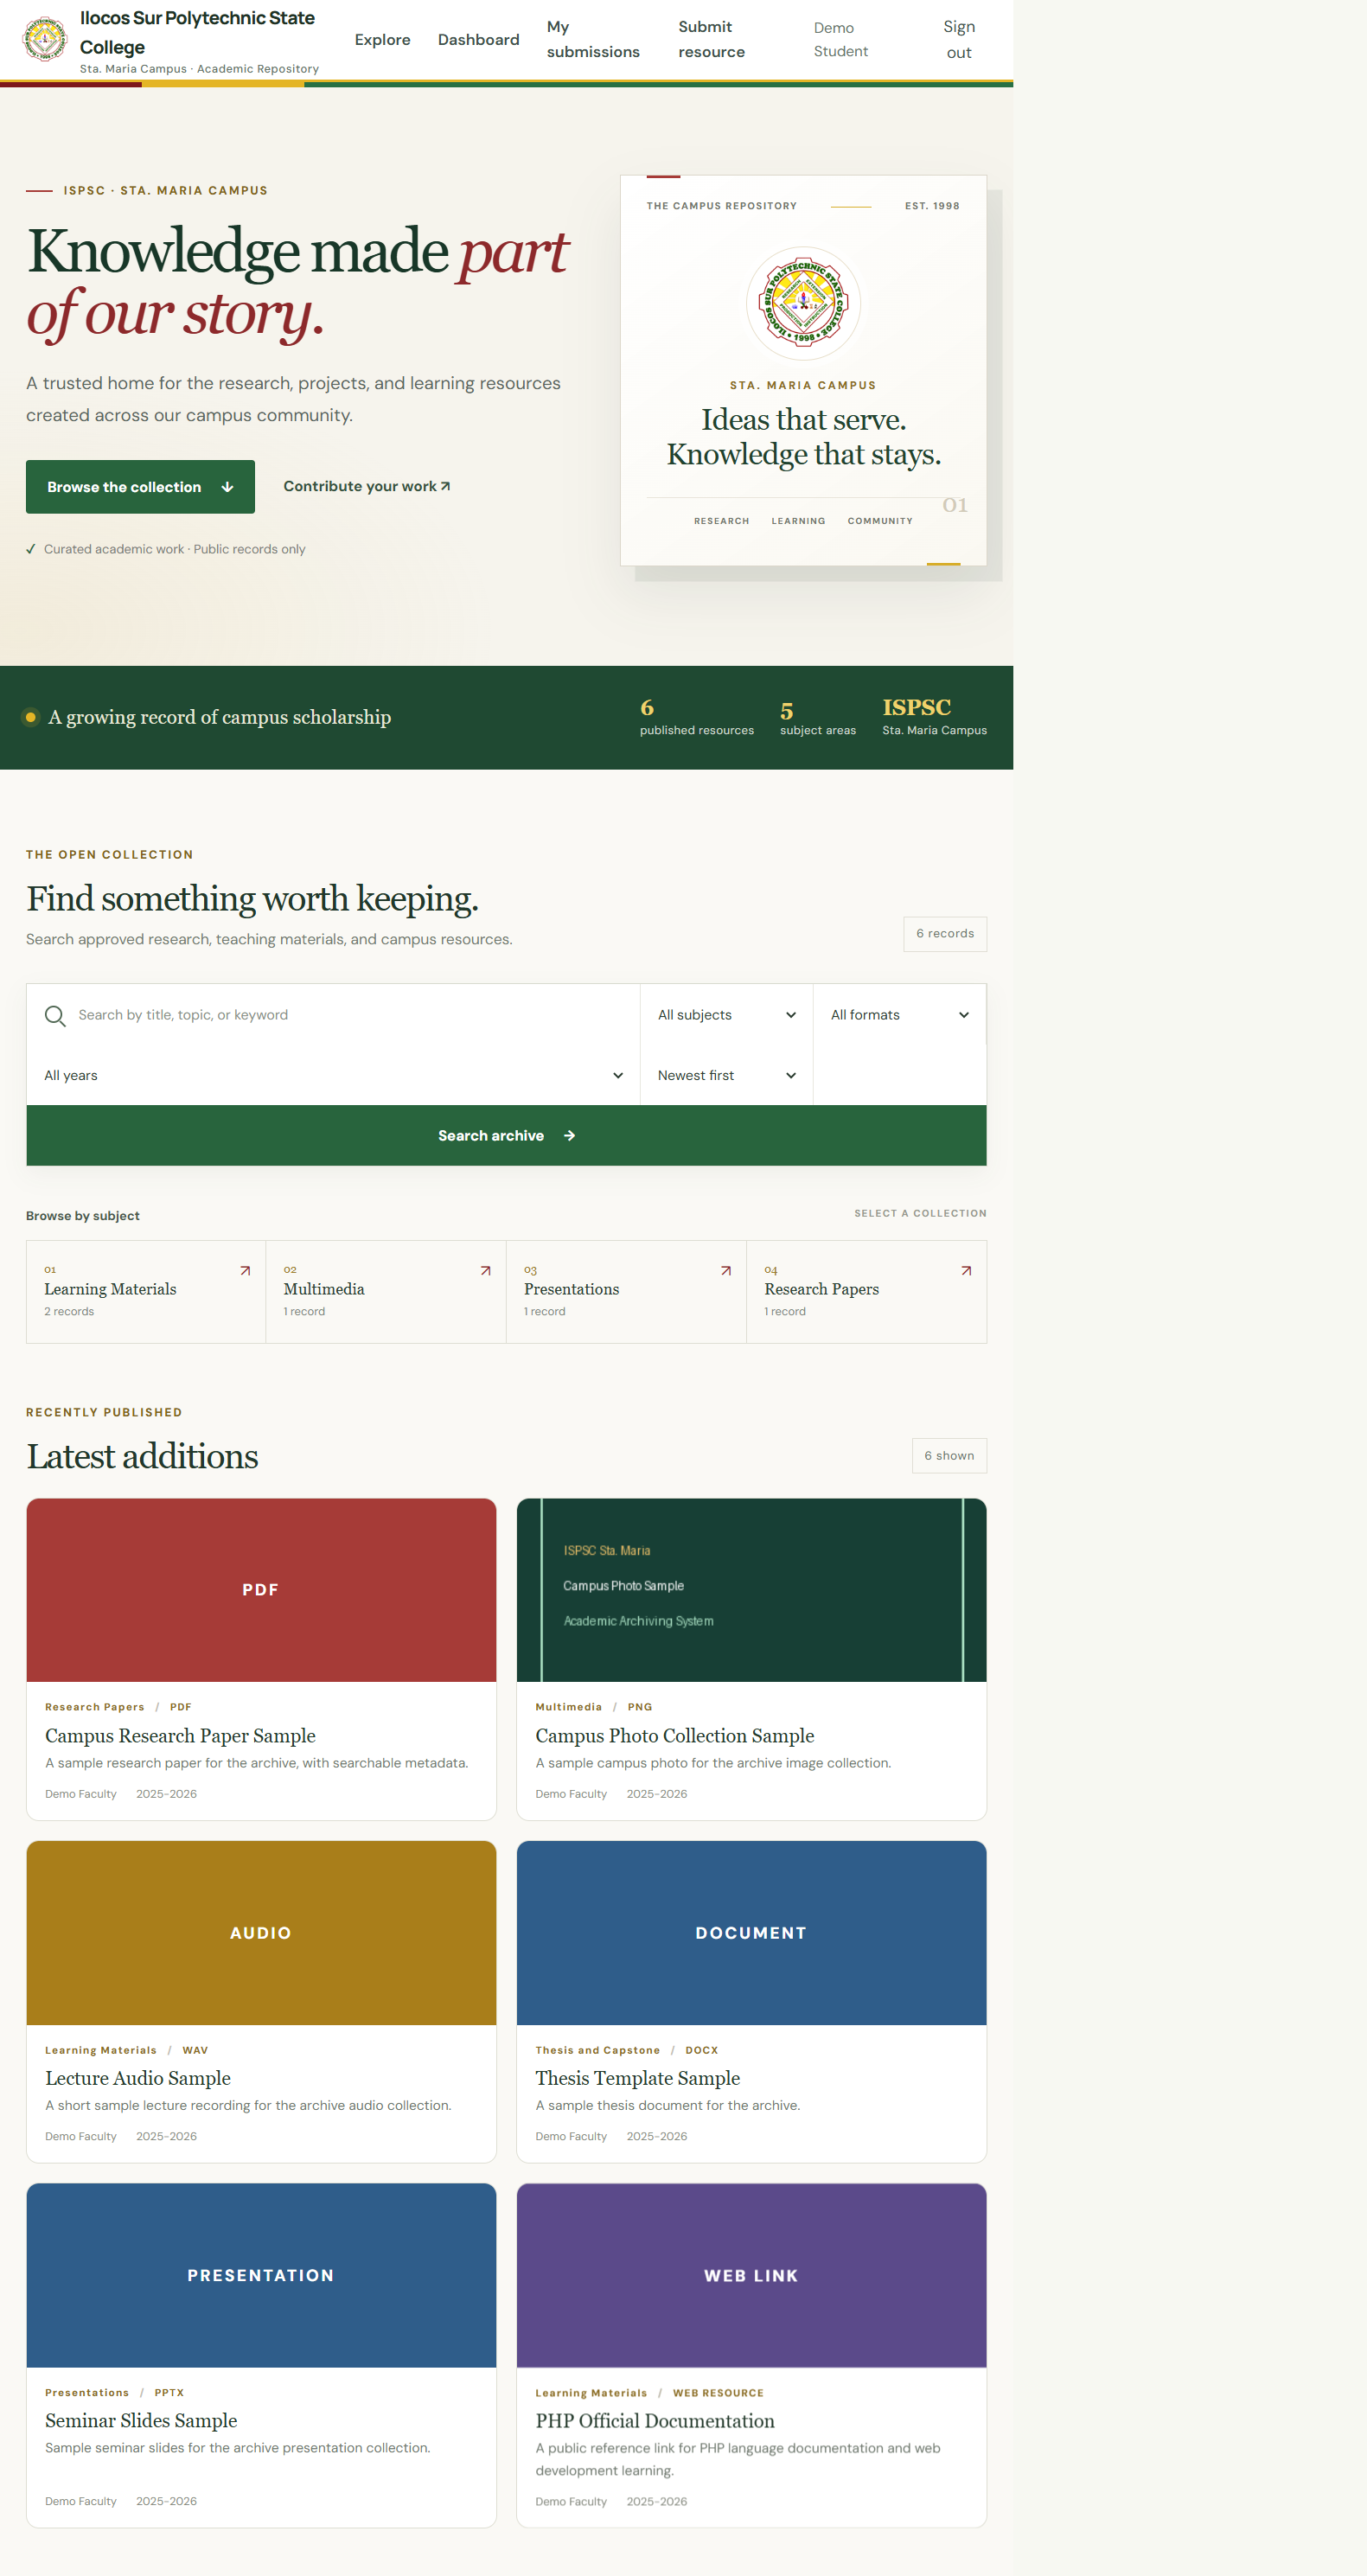 Ilocos Sur Polytechnic State
College
Sta. Maria Campus · Academic Repository
Explore
Dashboard
My
submissions
Submit
resource
Demo
Student
Sign
out
ISPSC · STA. MARIA CAMPUS
Knowledge made part
of our story.
A trusted home for the research, projects, and learning resources
created across our campus community.
Browse the collection ↓
Contribute your work ↗
✓ Curated academic work · Public records only
THE CAMPUS REPOSITORY
EST. 1998
ILOCOS SUR POLYTECHNIC STATE COLLEGE
• 1998 •
STA. MARIA CAMPUS
Ideas that serve.
Knowledge that stays.
01
RESEARCH LEARNING COMMUNITY
A growing record of campus scholarship
6
published resources
5
subject areas
ISPSC
Sta. Maria Campus
THE OPEN COLLECTION
Find something worth keeping.
Search approved research, teaching materials, and campus resources.
6 records
Search by title, topic, or keyword
All subjects
All formats
All years
Newest first
Search archive →
Browse by subject
SELECT A COLLECTION
01
Learning Materials
2 records
02
Multimedia
1 record
03
Presentations
1 record
04
Research Papers
1 record
RECENTLY PUBLISHED
Latest additions
6 shown
PDF
Research Papers / PDF
Campus Research Paper Sample
A sample research paper for the archive, with searchable metadata.
Demo Faculty 2025-2026
ISPSC Sta. Maria
Campus Photo Sample
Academic Archiving System
Multimedia / PNG
Campus Photo Collection Sample
A sample campus photo for the archive image collection.
Demo Faculty 2025-2026
AUDIO
Learning Materials / WAV
Lecture Audio Sample
A short sample lecture recording for the archive audio collection.
Demo Faculty 2025-2026
DOCUMENT
Thesis and Capstone / DOCX
Thesis Template Sample
A sample thesis document for the archive.
Demo Faculty 2025-2026
PRESENTATION
Presentations / PPTX
Seminar Slides Sample
Sample seminar slides for the archive presentation collection.
Demo Faculty 2025-2026
WEB LINK
Learning Materials / WEB RESOURCE
PHP Official Documentation
A public reference link for PHP language documentation and web
development learning.
Demo Faculty 2025-2026